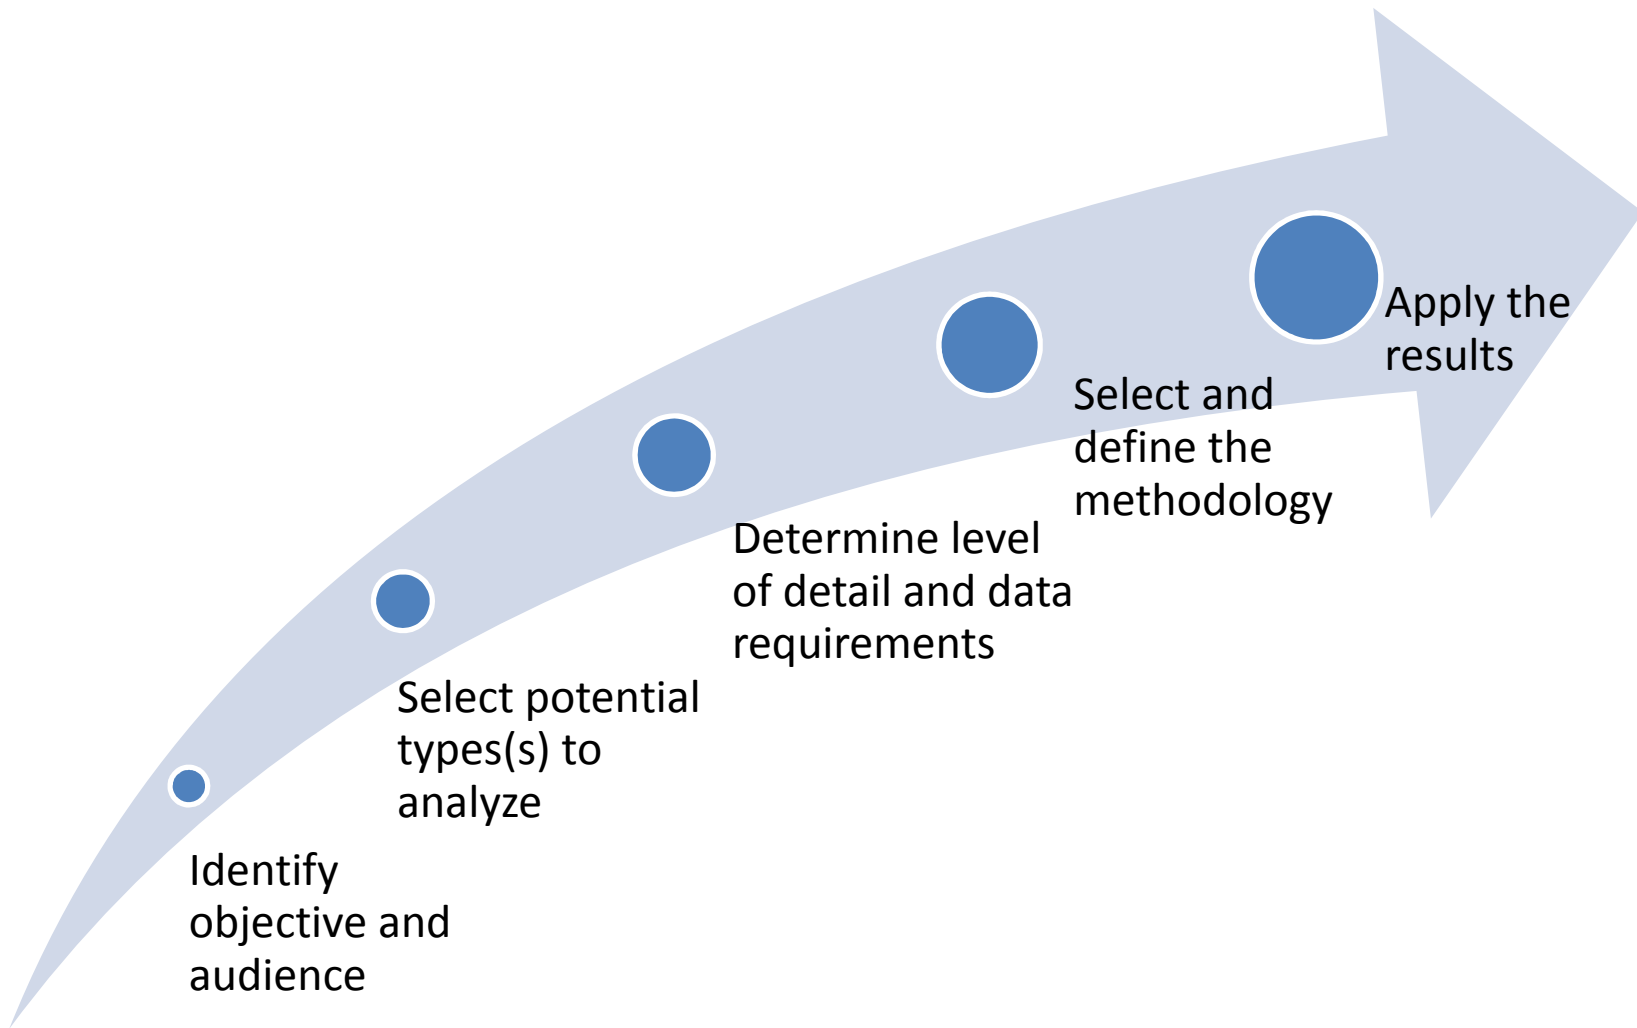 Identify
objective and
audience
Select potential
types(s) to
analyze
Determine level
of detail and data
requirements
Select and
define the
methodology
Apply the
results